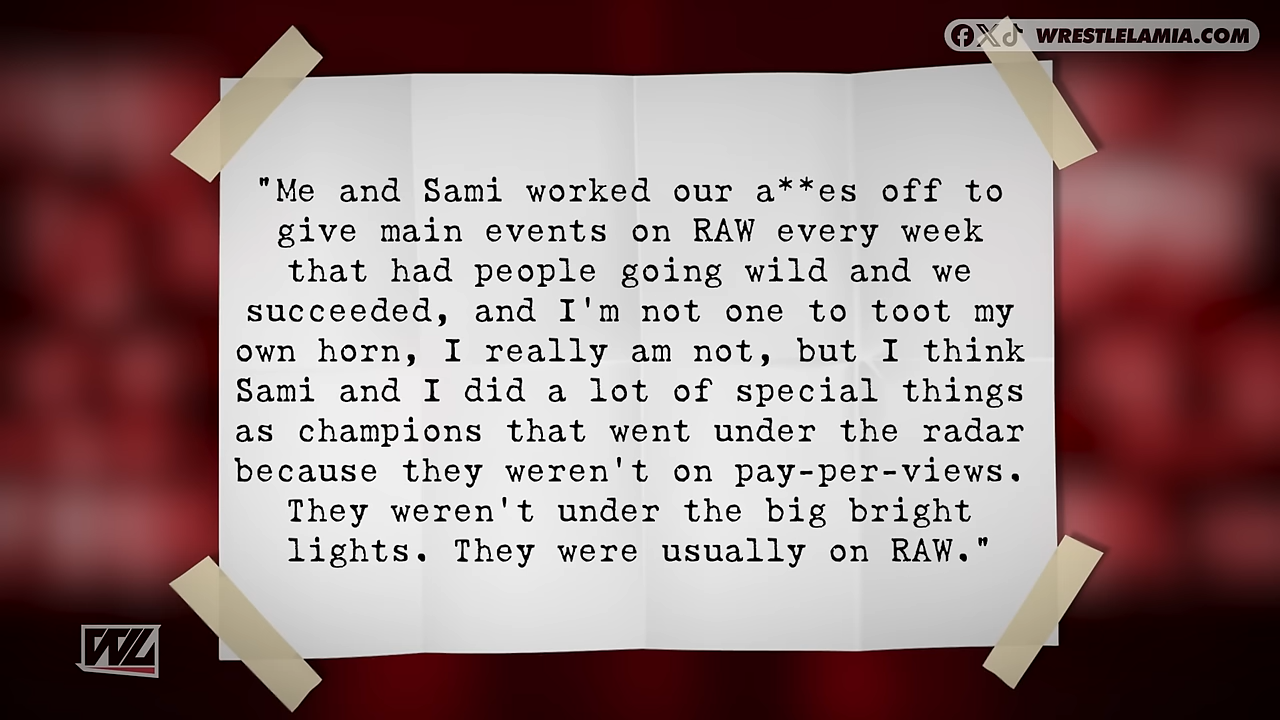 WRESTLELAMIA.COM
"Me and Sami worked our a**es off to
give main events on RAW every week
that had people going wild and we
succeeded, and I'm not one to toot my
own horn, I really am not, but I think
Sami and I did a lot of special things
as champions that went under the radar
because they weren't on pay-per-views.
They weren't under the big bright
lights. They were usually on RAW."
WL